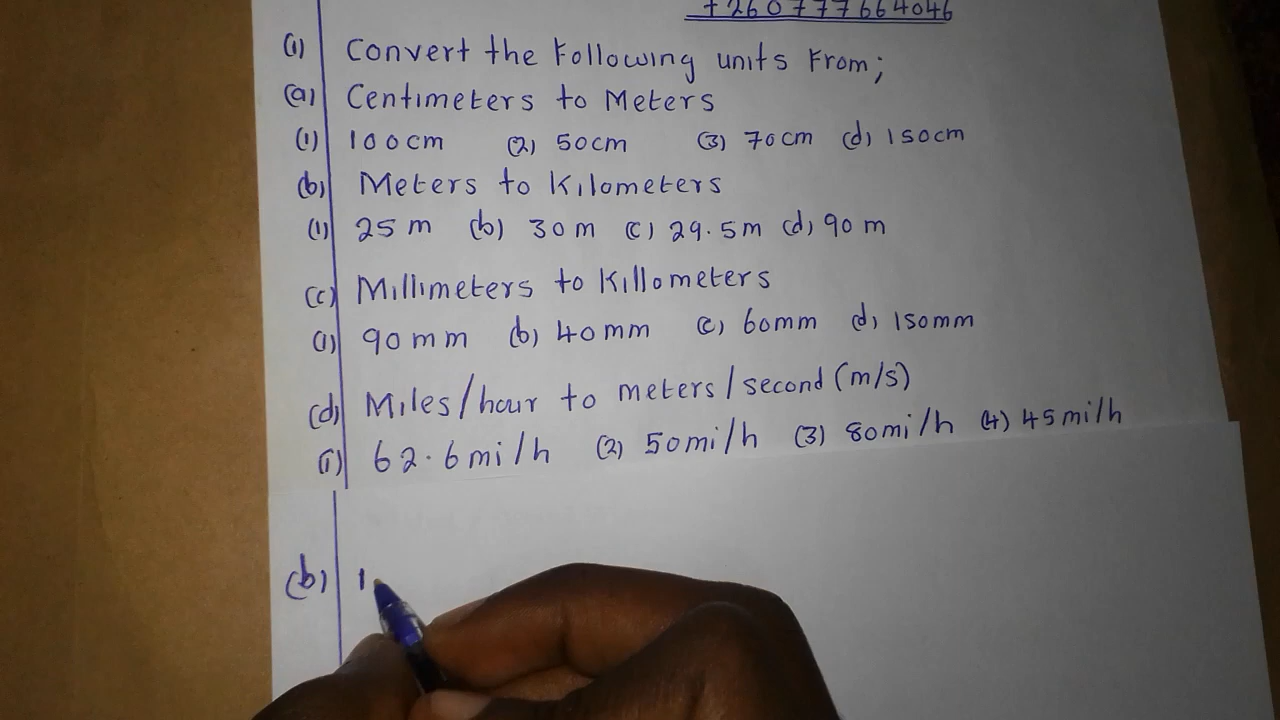 +260777664046
(1) Convert the Following units From;
(a) Centimeters to Meters
(1) 100cm (2) 50cm (3) 70cm (d) 150cm
(b) Meters to Kilometers
(1) 25m (b) 30m (c) 29.5m (d) 90m
(c) Millimeters to Killometers
(1) 90mm (b) 40mm (c) 60mm (d) 150mm
(d) Miles/hour to meters/second (m/s)
(1) 62.6mi/h (2) 50mi/h (3) 80mi/h (4) 45mi/h
(b) 1